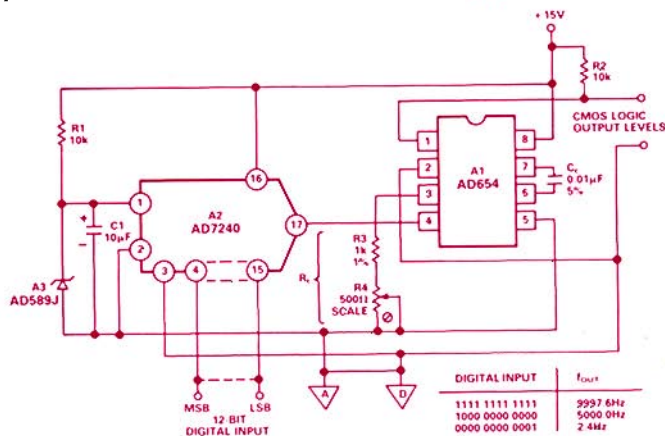 + 15V
R2
10k
R1
10k
CMOS LOGIC
OUTPUT LEVELS
1
8
16
2
7
Ct
0.01µF
5%
A1
AD654
3
6
1
A2
AD7240
17
4
5
+
C1
10µF
−
2
R3
1k
1%
Rt
3
4
15
A3
AD589J
R4
500Ω
SCALE
A
D
MSB
LSB
12-BIT
DIGITAL INPUT
DIGITAL INPUT fOUT
1111 1111 1111 9997.6Hz
1000 0000 0000 5000.0Hz
0000 0000 0001 2.4Hz